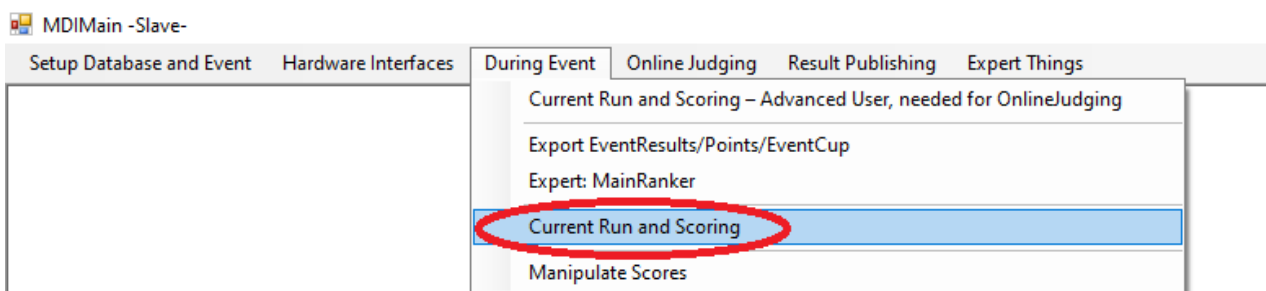 MDIMain -Slave-
Setup Database and Event Hardware Interfaces During Event Online Judging Result Publishing Expert Things
Current Run and Scoring – Advanced User, needed for OnlineJudging
Export EventResults/Points/EventCup
Expert: MainRanker
Current Run and Scoring
Manipulate Scores